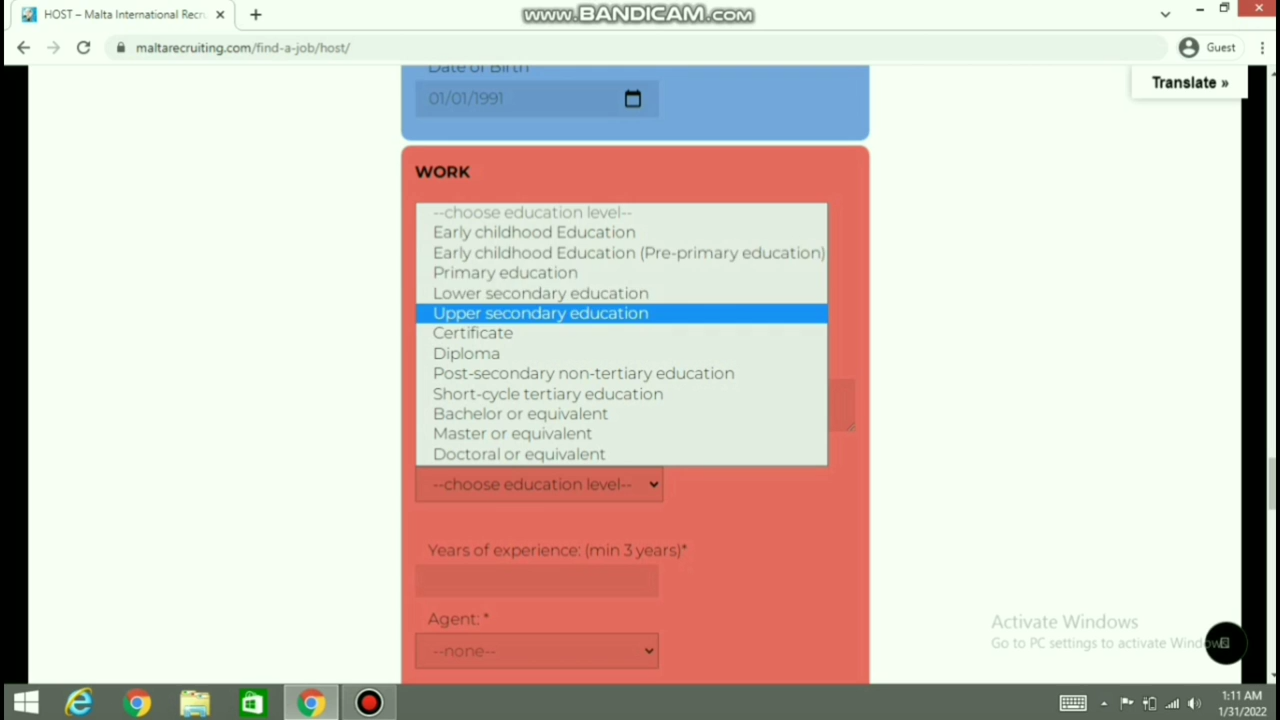 HOST – Malta International Recru
www.BANDICAM.com
maltarecruiting.com/find-a-job/host/
Guest
Translate »
Date of Birth
01/01/1991
WORK
--choose education level--
Early childhood Education
Early childhood Education (Pre-primary education)
Primary education
Lower secondary education
Upper secondary education
Certificate
Diploma
Post-secondary non-tertiary education
Short-cycle tertiary education
Bachelor or equivalent
Master or equivalent
Doctoral or equivalent
--choose education level--
Years of experience: (min 3 years)*
Agent: *
--none--
Activate Windows
Go to PC settings to activate Windows
1:11 AM
1/31/2022